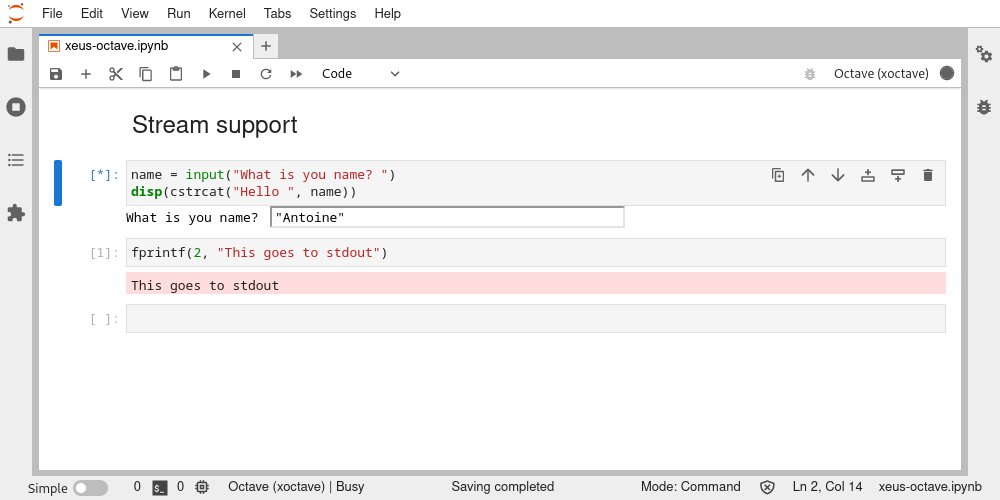 File Edit View Run Kernel Tabs Settings Help
xeus-octave.ipynb
Code
Octave (xoctave)
Stream support
[*]: name = input("What is you name? ")
disp(cstrcat("Hello ", name))
What is you name? "Antoine"
[1]: fprintf(2, "This goes to stdout")
This goes to stdout
[ ]:
Simple 0 $_ 0 Octave (xoctave) | Busy Saving completed Mode: Command Ln 2, Col 14 xeus-octave.ipynb